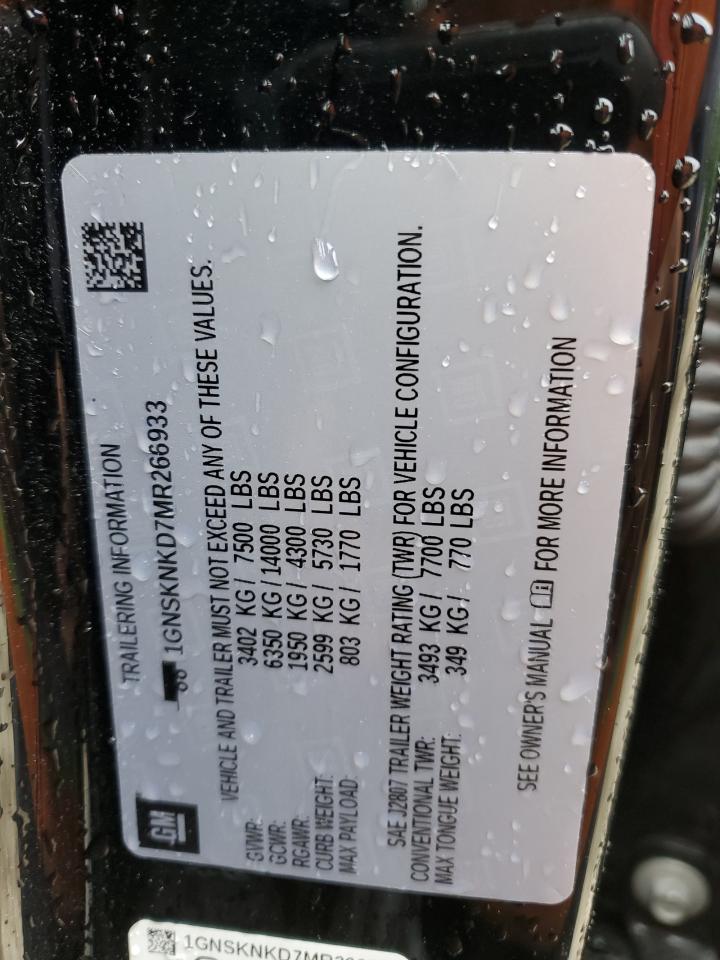 TRAILERING INFORMATION
GM
1GNSKNKD7MR266933
VEHICLE AND TRAILER MUST NOT EXCEED ANY OF THESE VALUES.
GVWR: 3402 KG / 7500 LBS
GCWR: 6350 KG / 14000 LBS
RGAWR: 1950 KG / 4300 LBS
CURB WEIGHT: 2599 KG / 5730 LBS
MAX PAYLOAD: 803 KG / 1770 LBS
SAE J2807 TRAILER WEIGHT RATING (TWR) FOR VEHICLE CONFIGURATION.
CONVENTIONAL TWR: 3493 KG / 7700 LBS
MAX TONGUE WEIGHT: 349 KG / 770 LBS
SEE OWNER'S MANUAL FOR MORE INFORMATION
1GNSKNKD7MR